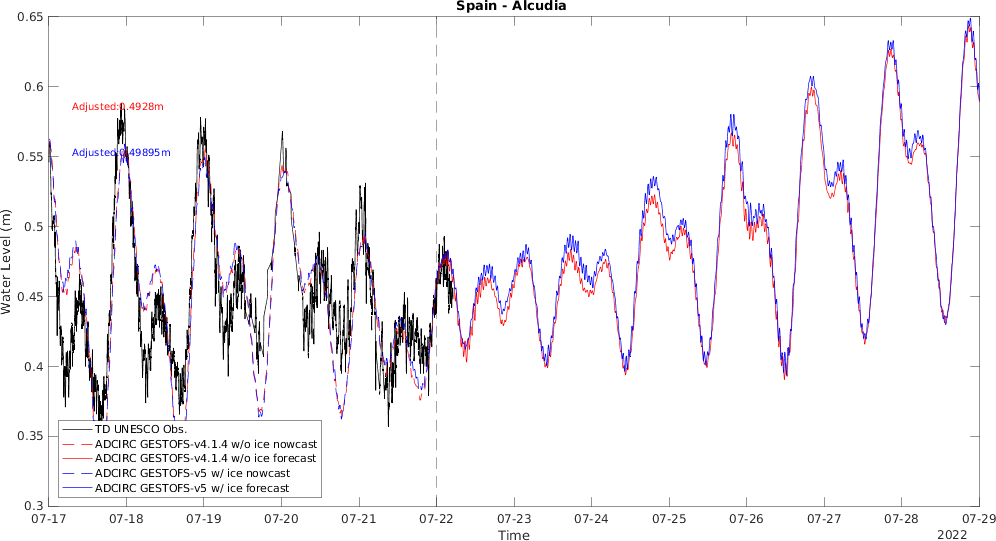 Spain - Alcudia
0.65
0.6
0.55
0.5
0.45
0.4
0.35
0.3
Water Level (m)
Adjusted:0.4928m
Adjusted:0.49895m
TD UNESCO Obs.
ADCIRC GESTOFS-v4.1.4 w/o ice nowcast
ADCIRC GESTOFS-v4.1.4 w/o ice forecast
ADCIRC GESTOFS-v5 w/ ice nowcast
ADCIRC GESTOFS-v5 w/ ice forecast
07-17 07-18 07-19 07-20 07-21 07-22 07-23 07-24 07-25 07-26 07-27 07-28 07-29
Time
2022